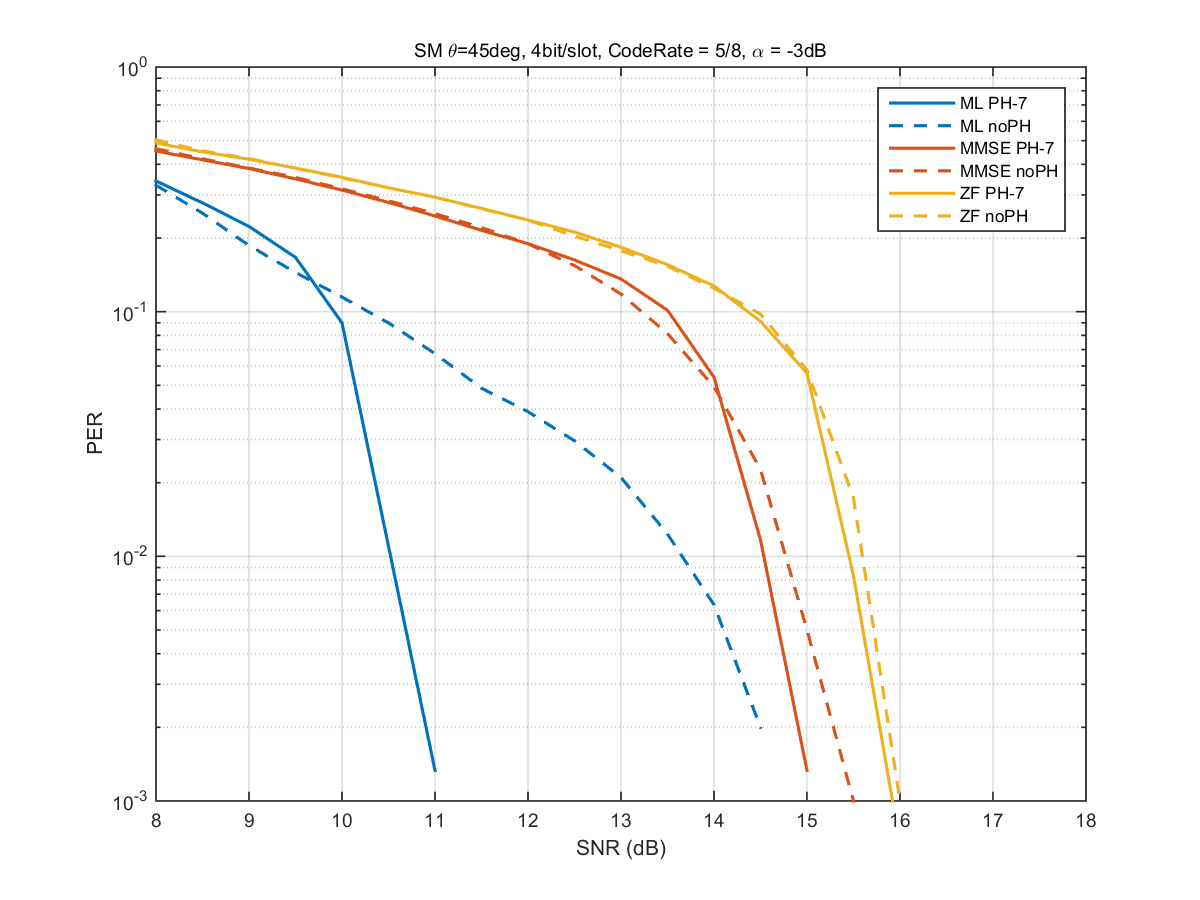 SM θ=45deg, 4bit/slot, CodeRate = 5/8, α = -3dB
10^0
10^-1
10^-2
10^-3
PER
8 9 10 11 12 13 14 15 16 17 18
SNR (dB)
ML PH-7
ML noPH
MMSE PH-7
MMSE noPH
ZF PH-7
ZF noPH